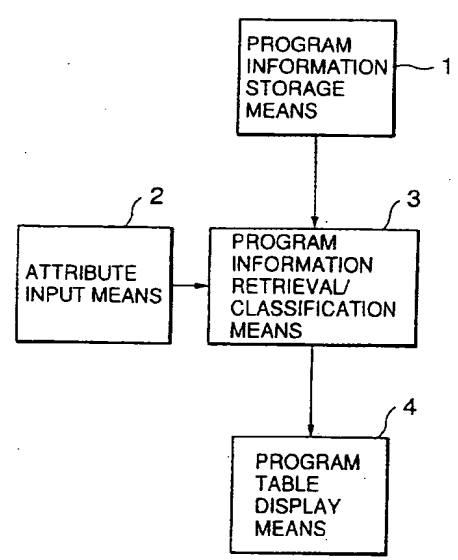 PROGRAM
INFORMATION
STORAGE
MEANS
1
2
ATTRIBUTE
INPUT MEANS
3
PROGRAM
INFORMATION
RETRIEVAL/
CLASSIFICATION
MEANS
4
PROGRAM
TABLE
DISPLAY
MEANS